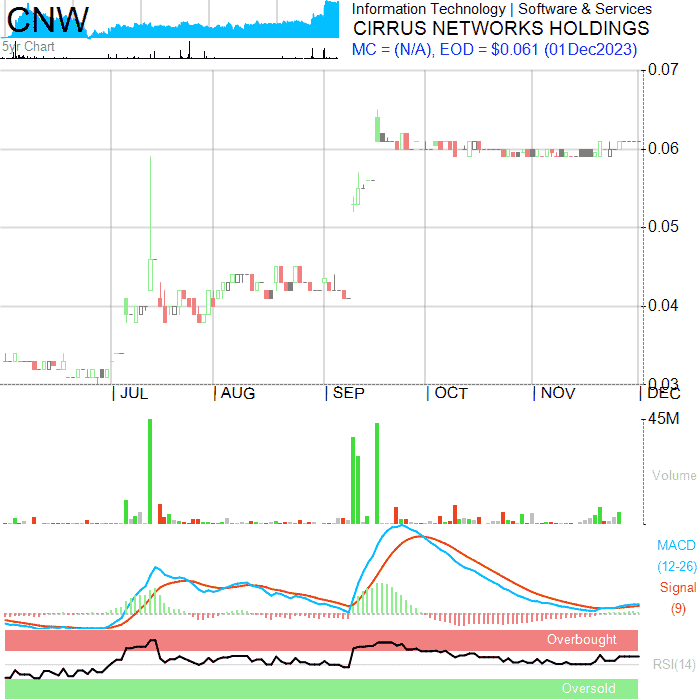 CNW
Information Technology | Software & Services
CIRRUS NETWORKS HOLDINGS
5yr Chart
MC = (N/A), EOD = $0.061 (01Dec2023)
0.07
0.06
0.05
0.04
0.03
| JUL | AUG | SEP | OCT | NOV | DEC
45M
Volume
MACD
(12-26)
Signal
(9)
Overbought
RSI(14)
Oversold